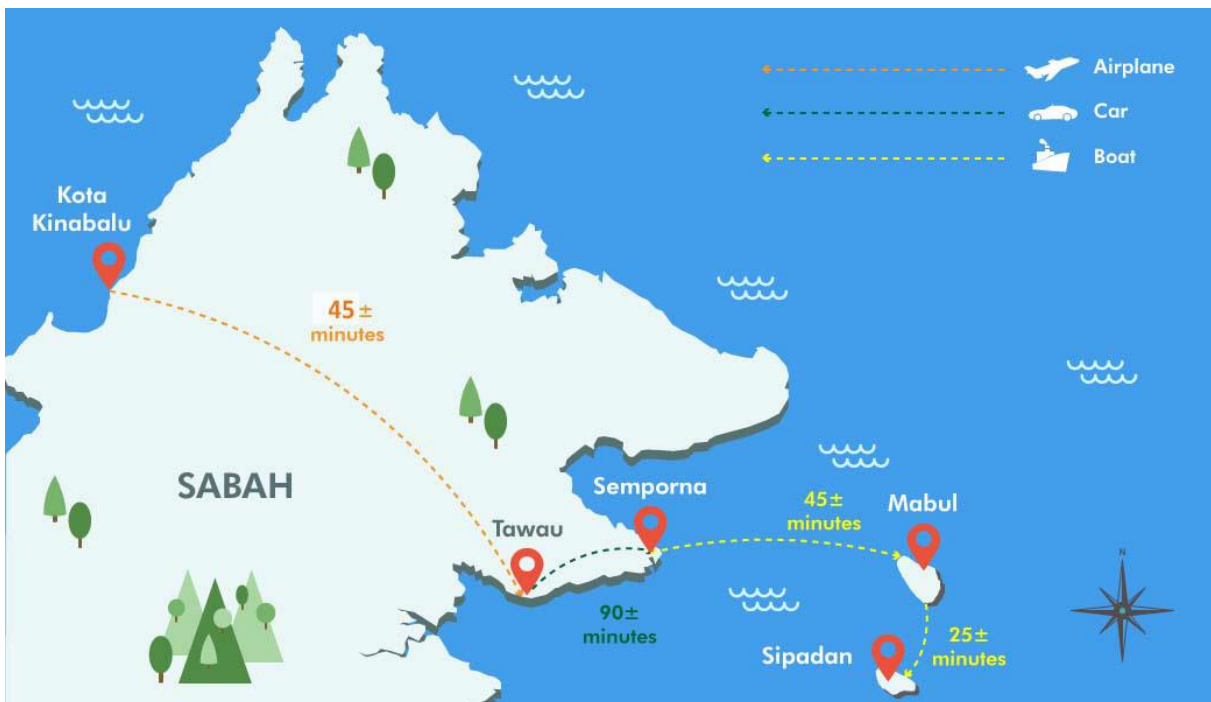 Airplane
Car
Boat
Kota
Kinabalu
45±
minutes
SABAH
Semporna
Tawau
45±
minutes
Mabul
90±
minutes
Sipadan
25±
minutes
N